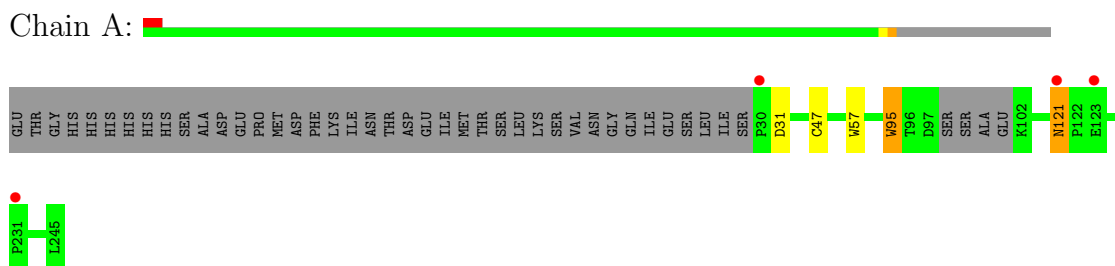 Chain A:
GLU THR GLY HIS HIS HIS HIS HIS HIS SER ALA ASP GLU PRO MET ASP PHE LYS ILE ILE ASN THR THR ASP GLU ILE MET THR SER LEU LYS SER VAL ASN GLY GLN ILE GLU SER LEU ILE SER P30 D31 C47 W57 W95 T96 D97 SER SER ALA GLU K102 N121 P122 E123
P231 L245